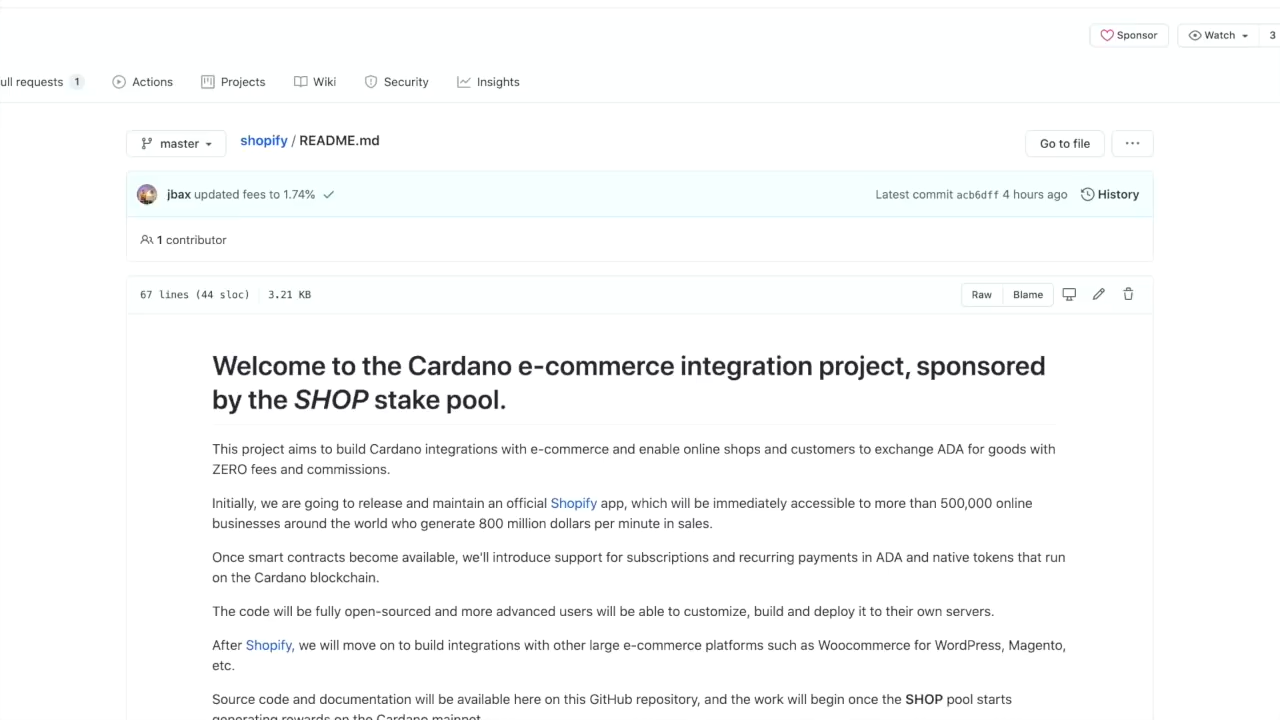 Sponsor
Watch
3
ull requests 1
Actions
Projects
Wiki
Security
Insights
master
shopify / README.md
Go to file
...
jbax updated fees to 1.74%
Latest commit acb6dff 4 hours ago
History
1 contributor
67 lines (44 sloc)
3.21 KB
Raw
Blame
Welcome to the Cardano e-commerce integration project, sponsored
by the SHOP stake pool.
This project aims to build Cardano integrations with e-commerce and enable online shops and customers to exchange ADA for goods with
ZERO fees and commissions.
Initially, we are going to release and maintain an official Shopify app, which will be immediately accessible to more than 500,000 online
businesses around the world who generate 800 million dollars per minute in sales.
Once smart contracts become available, we'll introduce support for subscriptions and recurring payments in ADA and native tokens that run
on the Cardano blockchain.
The code will be fully open-sourced and more advanced users will be able to customize, build and deploy it to their own servers.
After Shopify, we will move on to build integrations with other large e-commerce platforms such as Woocommerce for WordPress, Magento,
etc.
Source code and documentation will be available here on this GitHub repository, and the work will begin once the SHOP pool starts
generating rewards on the Cardano mainnet